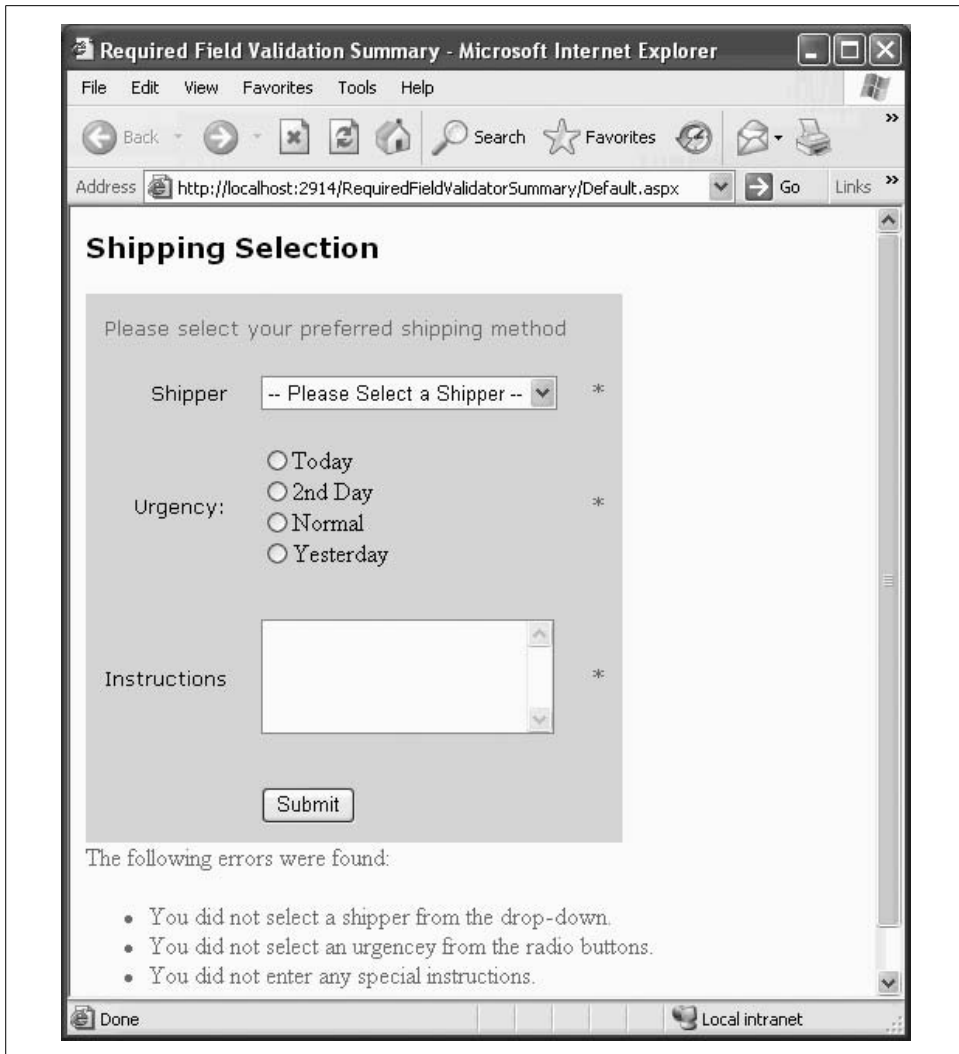 Required Field Validation Summary - Microsoft Internet Explorer
File Edit View Favorites Tools Help
Back Search Favorites »
Address http://localhost:2914/RequiredFieldValidatorSummary/Default.aspx Go Links »
Shipping Selection
Please select your preferred shipping method
Shipper -- Please Select a Shipper -- *
Today
2nd Day
Urgency: *
Normal
Yesterday
Instructions *
Submit
The following errors were found:
• You did not select a shipper from the drop-down.
• You did not select an urgencey from the radio buttons.
• You did not enter any special instructions.
Done Local intranet